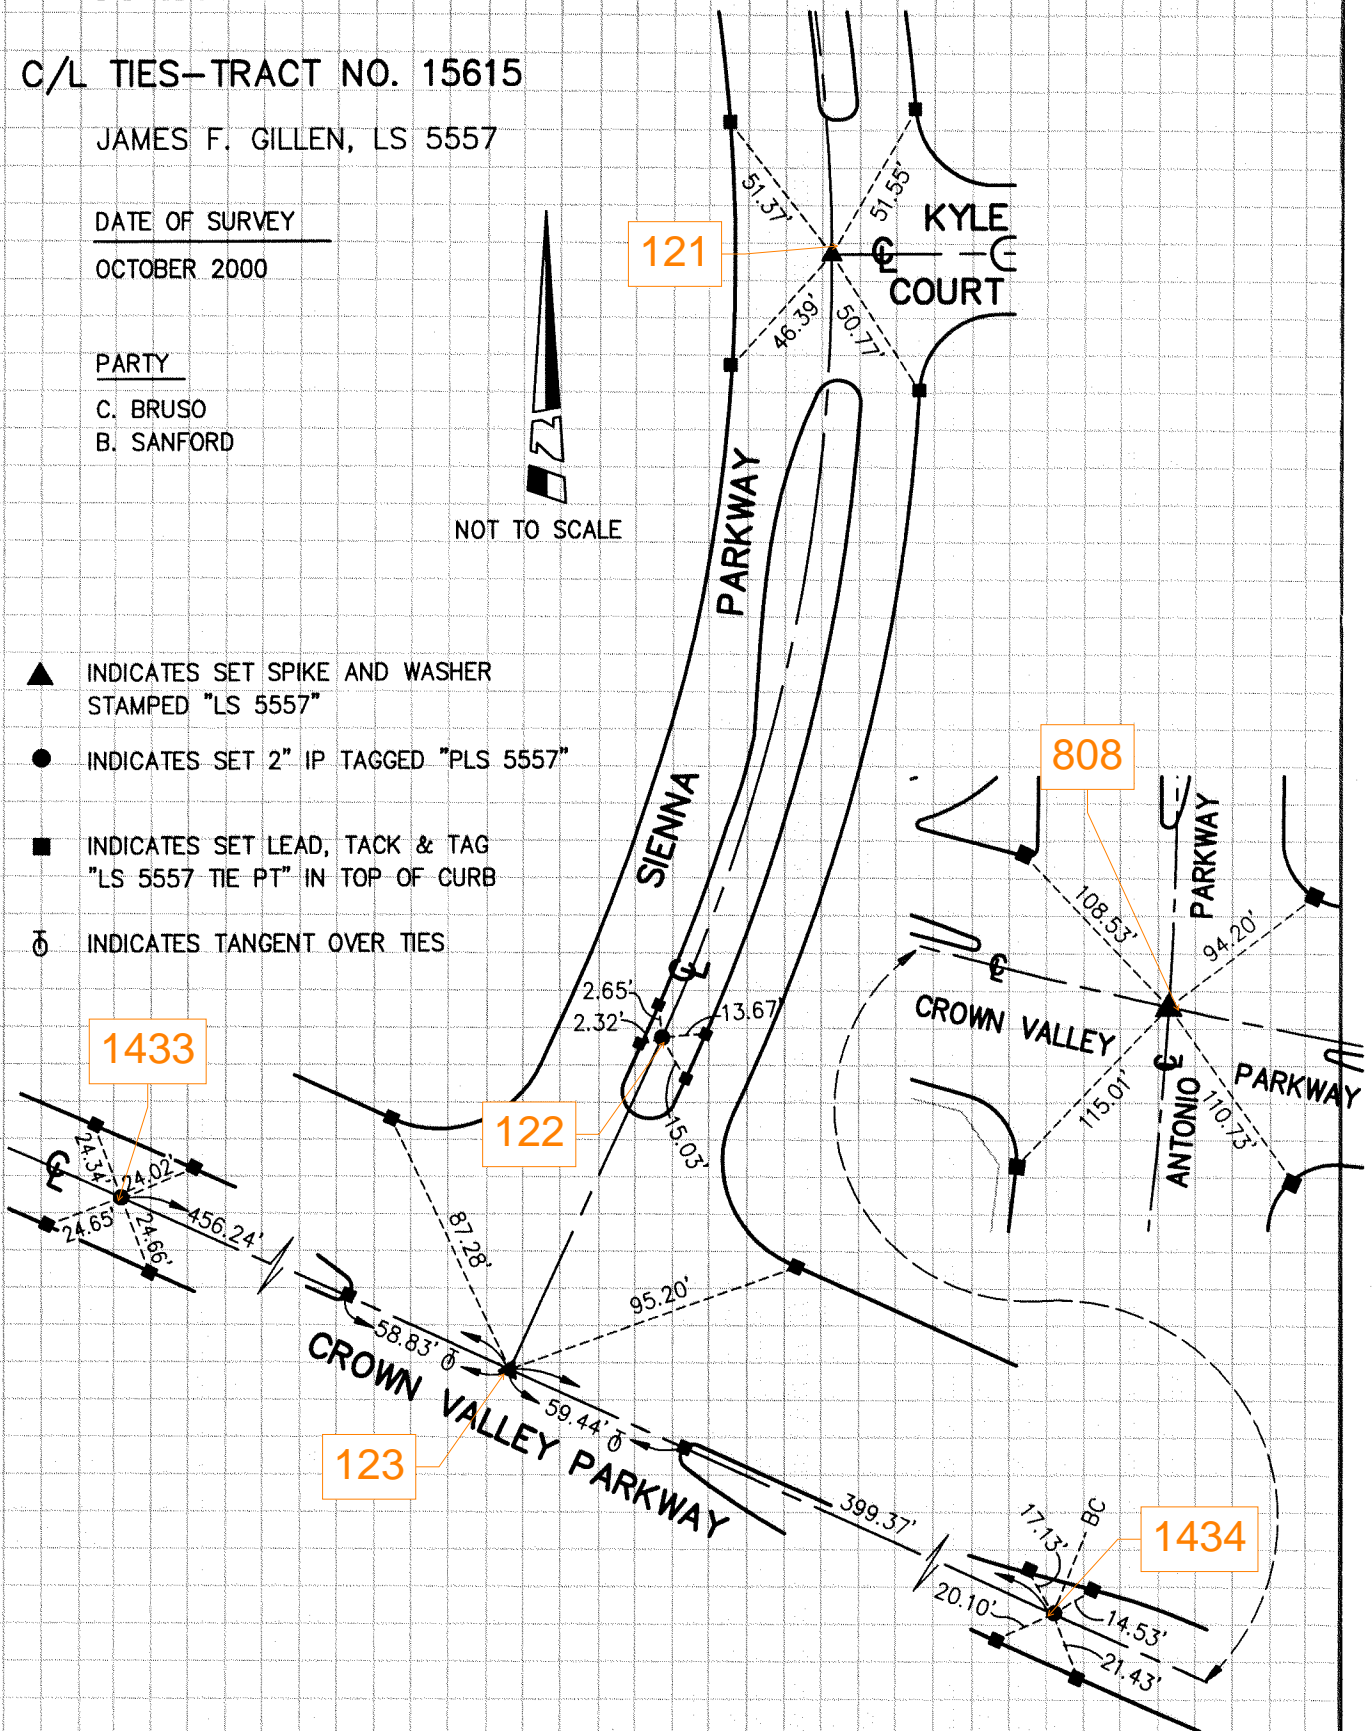 C/L TIES-TRACT NO. 15615
JAMES F. GILLEN, LS 5557
DATE OF SURVEY
OCTOBER 2000
PARTY
C. BRUSO
B. SANFORD
N
NOT TO SCALE
INDICATES SET SPIKE AND WASHER
STAMPED "LS 5557"
INDICATES SET 2" IP TAGGED "PLS 5557"
INDICATES SET LEAD, TACK & TAG
"LS 5557 TIE PT" IN TOP OF CURB
INDICATES TANGENT OVER TIES
51.37'
51.55'
121
KYLE
℄
COURT
46.39'
50.77'
PARKWAY
SIENNA
℄
2.65'
2.32'
13.67'
122
15.03'
808
PARKWAY
108.53'
94.20'
℄
CROWN VALLEY
PARKWAY
115.01'
110.73'
℄
ANTONIO
1433
24.34'
24.02'
℄
24.65'
24.66'
456.24'
87.28'
95.20'
58.83'
CROWN VALLEY PARKWAY
59.44'
123
399.37'
17.13'
BC
1434
20.10'
14.53'
21.43'